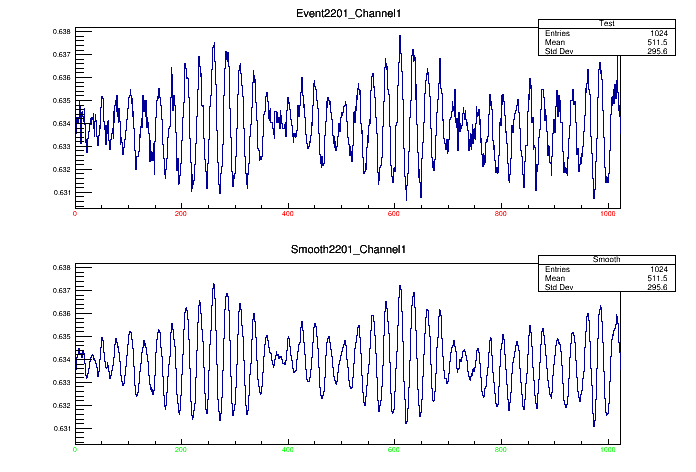 Event2201_Channel1
Test
Entries 1024
Mean 511.5
Std Dev 295.6
0.638
0.637
0.636
0.635
0.634
0.633
0.632
0.631
0 200 400 600 800 1000
Smooth2201_Channel1
Smooth
Entries 1024
Mean 511.5
Std Dev 295.6
0.638
0.637
0.636
0.635
0.634
0.633
0.632
0.631
0 200 400 600 800 1000